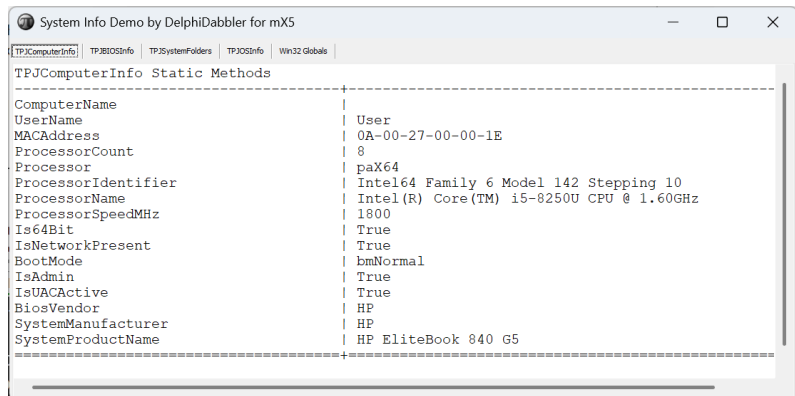 System Info Demo by DelphiDabbler for mX5
TPJComputerInfo TPJBIOSInfo TPJSystemFolders TPJOSInfo Win32 Globals
TPJComputerInfo Static Methods
ComputerName |
UserName | User
MACAddress | 0A-00-27-00-00-1E
ProcessorCount | 8
Processor | paX64
ProcessorIdentifier | Intel64 Family 6 Model 142 Stepping 10
ProcessorName | Intel(R) Core(TM) i5-8250U CPU @ 1.60GHz
ProcessorSpeedMHz | 1800
Is64Bit | True
IsNetworkPresent | True
BootMode | bmNormal
IsAdmin | True
IsUACActive | True
BiosVendor | HP
SystemManufacturer | HP
SystemProductName | HP EliteBook 840 G5